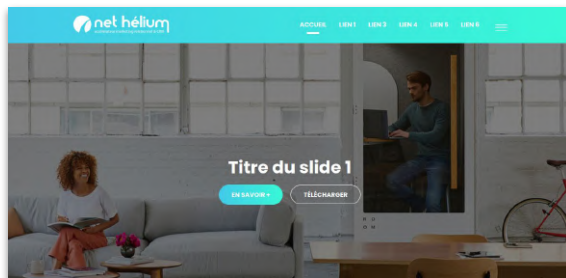 net hélium
ACCUEIL LIEN 1 LIEN 3 LIEN 4 LIEN 5 LIEN 6
Titre du slide 1
EN SAVOIR +
TÉLÉCHARGER